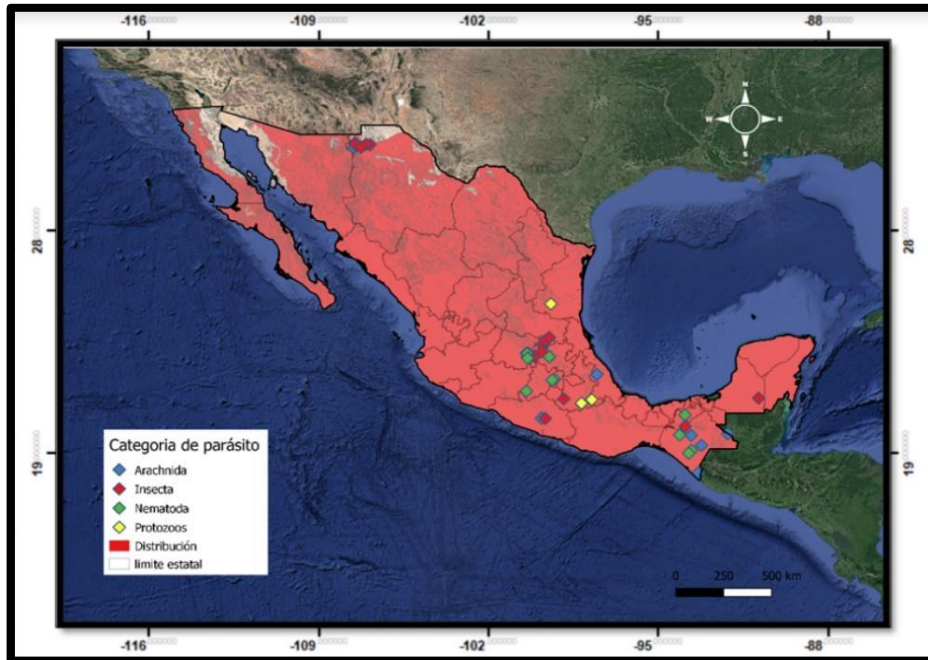 -116 -109 -102 -95 -88
N
W E
S
28 28
Categoria de parásito
Arachnida
Insecta
Nematoda
Protozoos
Distribución
limite estatal
19 19
0 250 500 km
-116 -109 -102 -95 -88